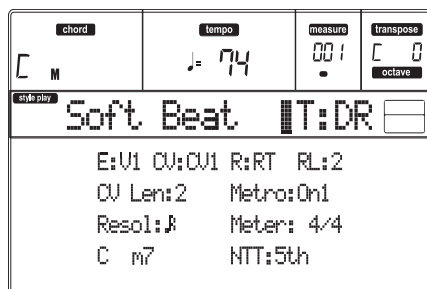 chord tempo measure transpose
C M ♩= 74 001 [ 0
octave
style play Soft Beat T:DR
E:V1 CV:CV1 R:RT RL:2
CV Len:2 Metro:On1
Resol:♪ Meter: 4/4
C m7 NTT:5th